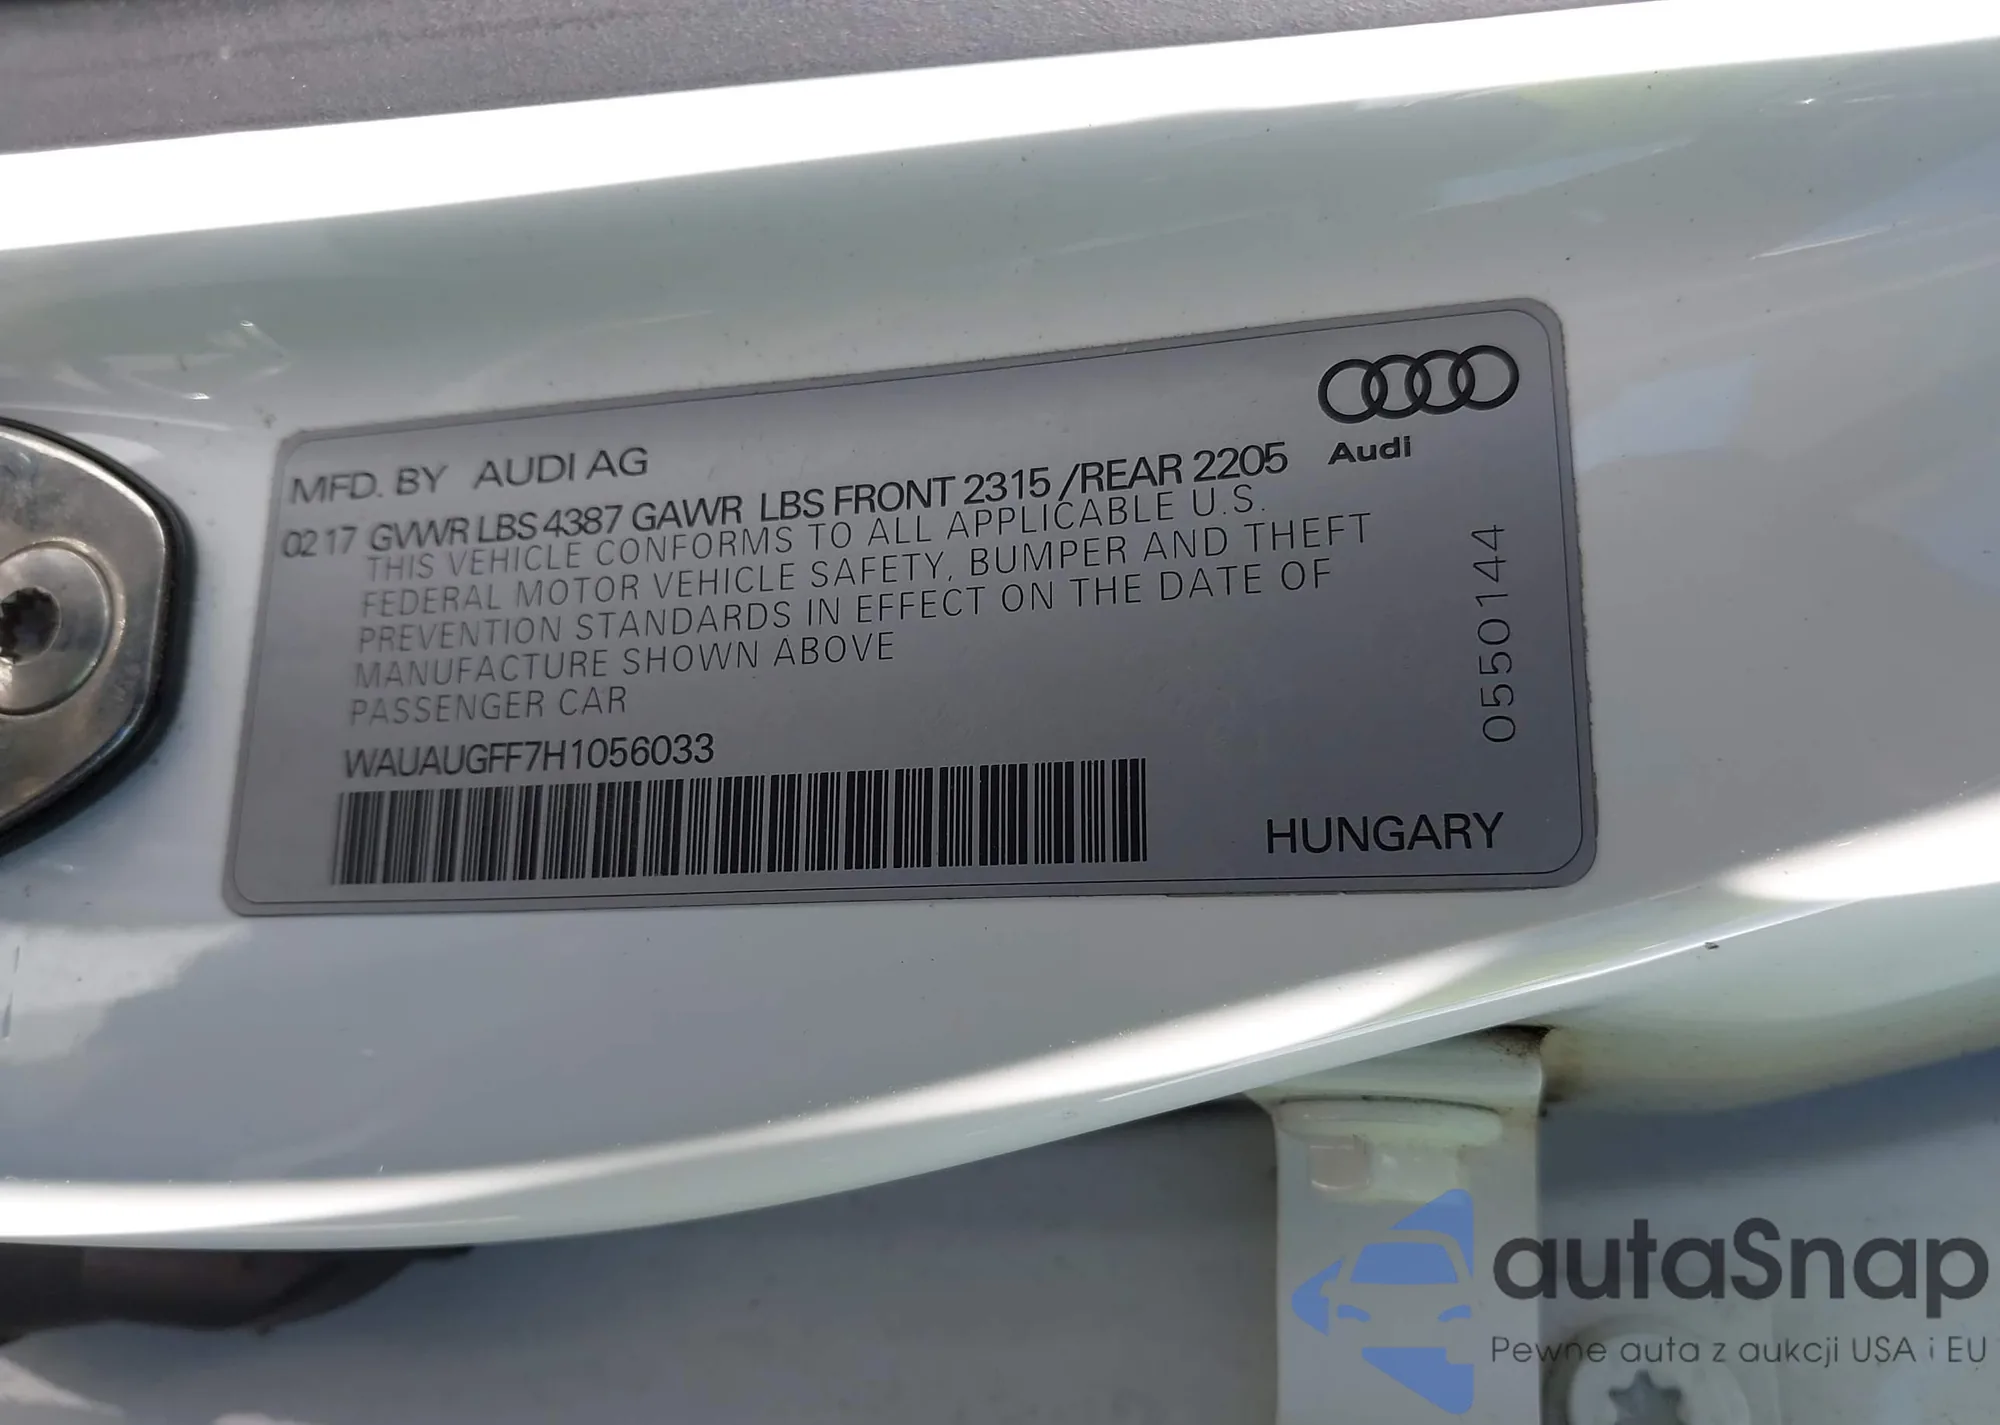 MFD. BY AUDI AG
Audi
02 17 GVWR LBS 4387 GAWR LBS FRONT 2315 /REAR 2205
THIS VEHICLE CONFORMS TO ALL APPLICABLE U.S.
FEDERAL MOTOR VEHICLE SAFETY, BUMPER AND THEFT
PREVENTION STANDARDS IN EFFECT ON THE DATE OF
MANUFACTURE SHOWN ABOVE
PASSENGER CAR
WAUAUGFF7H1056033
0550144
HUNGARY
autaSnap
Pewne auta z aukcji USA i EU